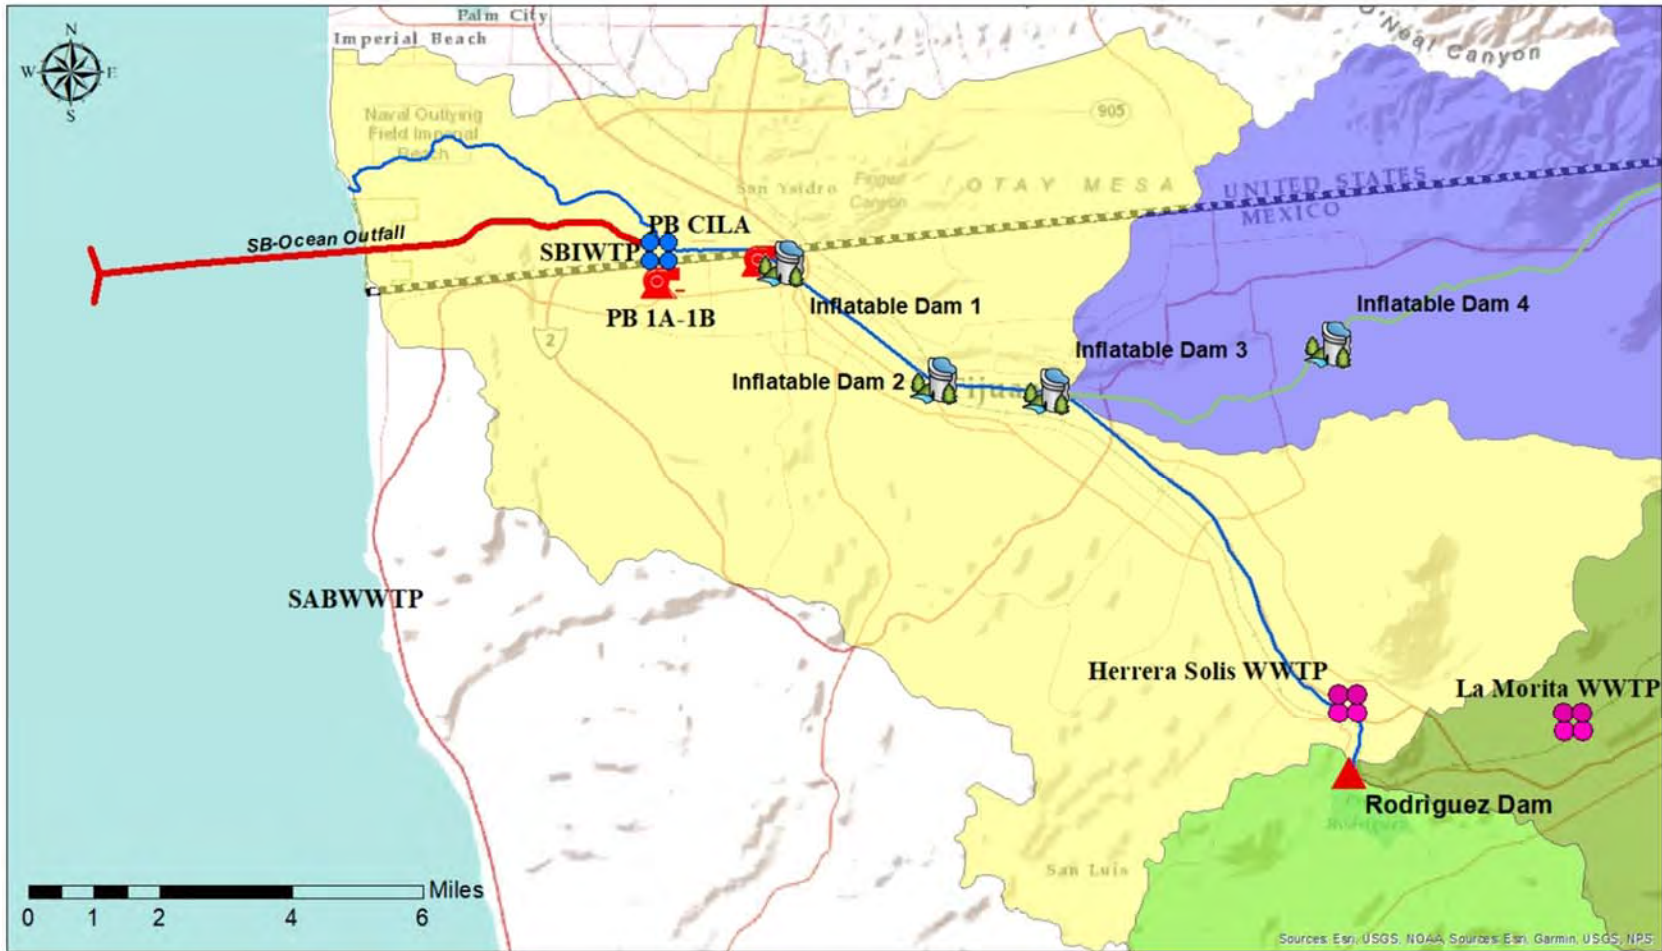 Palm City
O'Neal Canyon
N
Imperial Beach
W
E
S
905
Naval Outlying
Field Imperial
Beach
San Ysidro
Canyon
OTAY MESA
UNITED STATES
MEXICO
PB CILA
SB-Ocean Outfall
SBIWTP
Inflatable Dam 1
Inflatable Dam 4
PB 1A-1B
2
Inflatable Dam 3
Inflatable Dam 2
SABWWTP
Herrera Solis WWTP
La Morita WWTP
Rodriguez Dam
San Luis
Miles
0 1 2 4 6
Sources: Esri, USGS, NOAA, Sources: Esri, Garmin, USGS, NPS